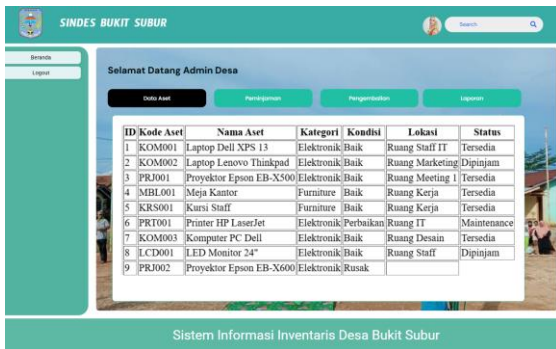 SINDES BUKIT SUBUR
Search
Beranda
Logout
Selamat Datang Admin Desa
Data Aset Peminjaman Pengembalian Laporan
ID Kode Aset Nama Aset Kategori Kondisi Lokasi Status
1 KOM001 Laptop Dell XPS 13 Elektronik Baik Ruang Staff IT Tersedia
2 KOM002 Laptop Lenovo Thinkpad Elektronik Baik Ruang Marketing Dipinjam
3 PRJ001 Proyektor Epson EB-X500 Elektronik Baik Ruang Meeting 1 Tersedia
4 MBL001 Meja Kantor Furniture Baik Ruang Kerja Tersedia
5 KRS001 Kursi Staff Furniture Baik Ruang Kerja Tersedia
6 PRT001 Printer HP LaserJet Elektronik Perbaikan Ruang IT Maintenance
7 KOM003 Komputer PC Dell Elektronik Baik Ruang Desain Tersedia
8 LCD001 LED Monitor 24" Elektronik Baik Ruang Staff Dipinjam
9 PRJ002 Proyektor Epson EB-X600 Elektronik Rusak
Sistem Informasi Inventaris Desa Bukit Subur